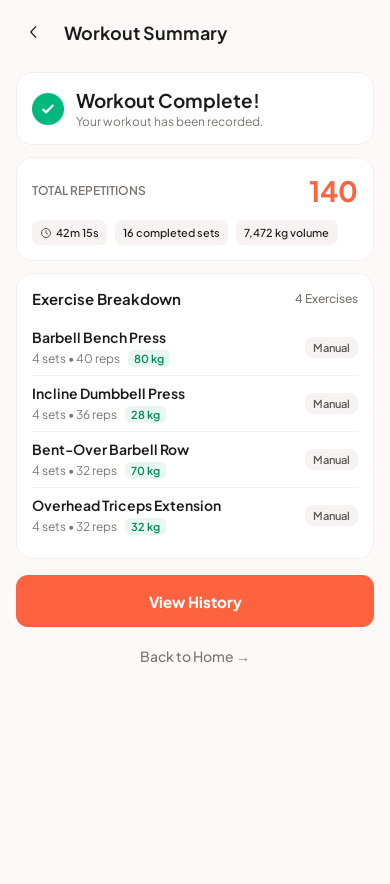 Workout Summary
Workout Complete!
Your workout has been recorded.
TOTAL REPETITIONS
140
42m 15s
16 completed sets
7,472 kg volume
Exercise Breakdown
4 Exercises
Barbell Bench Press
4 sets • 40 reps 80 kg
Manual
Incline Dumbbell Press
4 sets • 36 reps 28 kg
Manual
Bent-Over Barbell Row
4 sets • 32 reps 70 kg
Manual
Overhead Triceps Extension
4 sets • 32 reps 32 kg
Manual
View History
Back to Home →